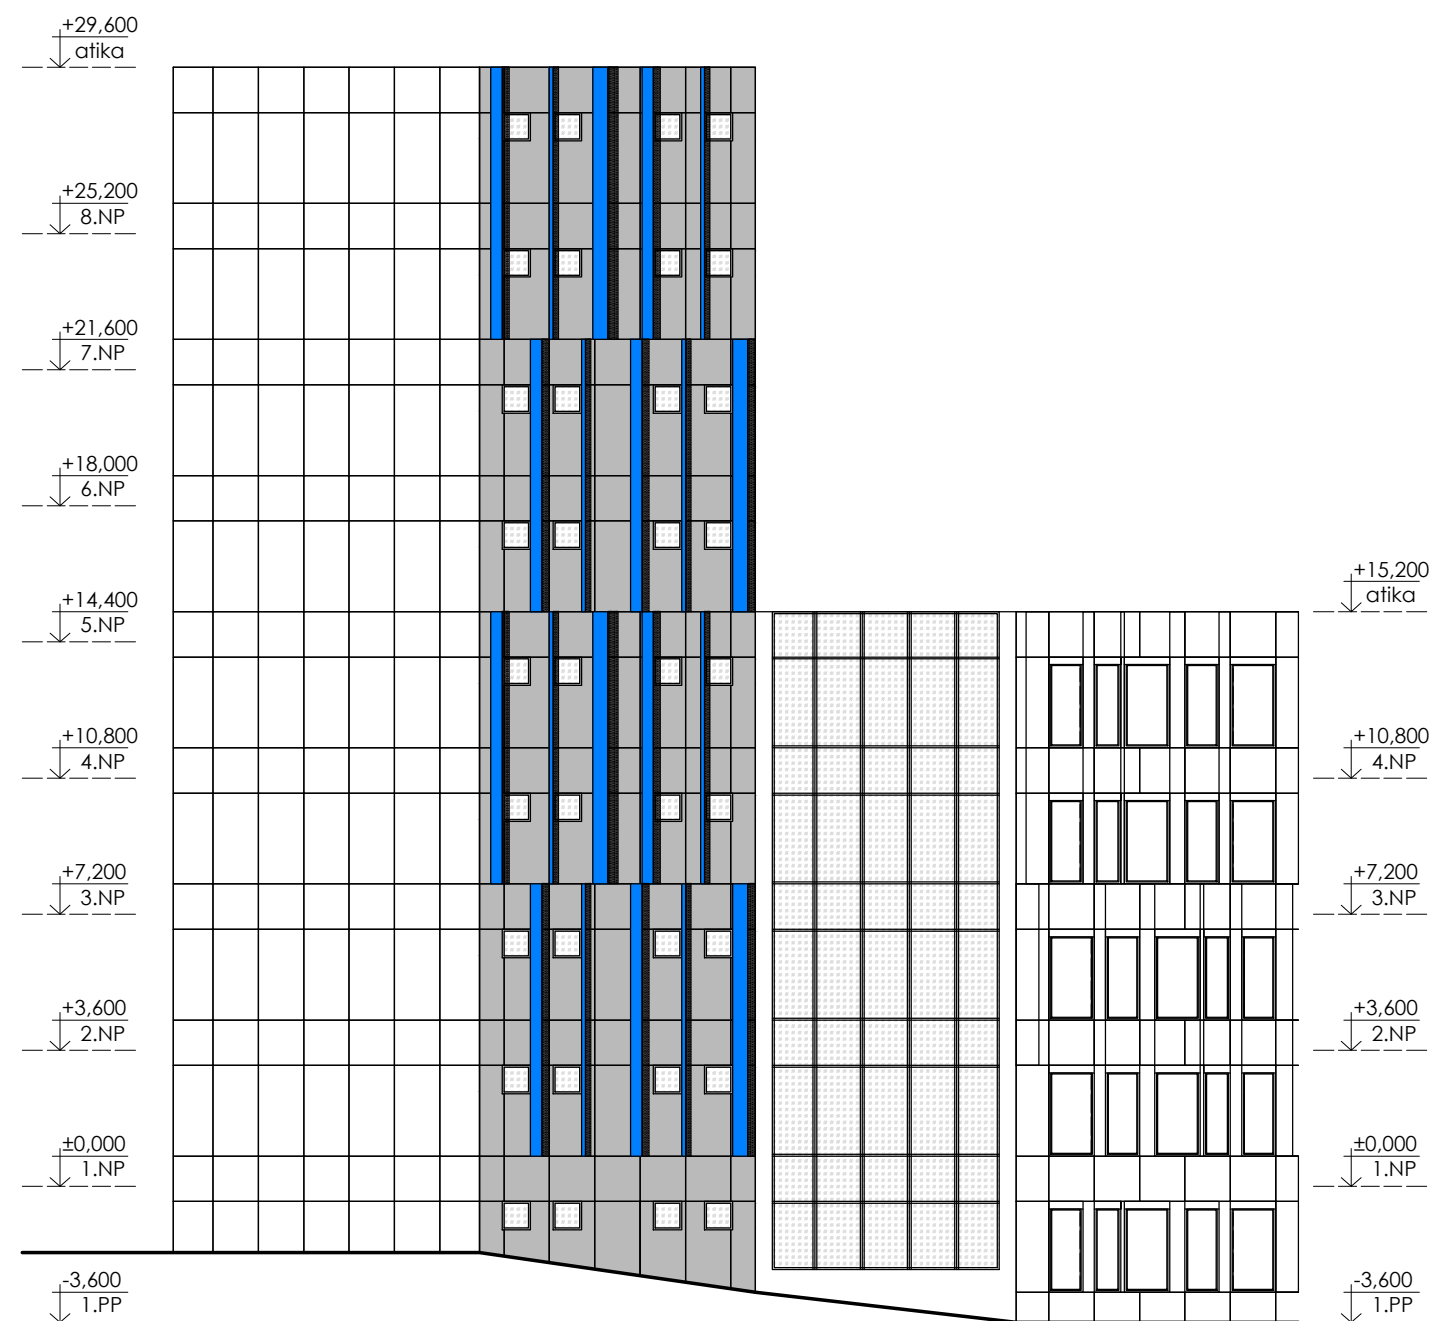 +29,600
atika
+25,200
8.NP
+21,600
7.NP
+18,000
6.NP
+14,400
5.NP
+10,800
4.NP
+7,200
3.NP
+3,600
2.NP
±0,000
1.NP
-3,600
1.PP
+15,200
atika
+10,800
4.NP
+7,200
3.NP
+3,600
2.NP
±0,000
1.NP
-3,600
1.PP